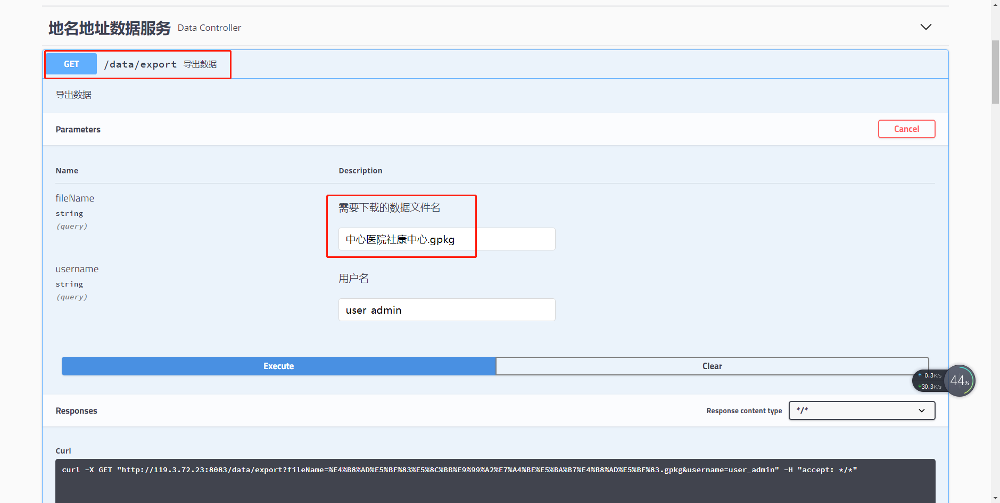 地名地址数据服务 Data Controller
GET /data/export 导出数据
导出数据
Parameters Cancel
Name Description
fileName
string
(query)
需要下载的数据文件名
中心医院社康中心.gpkg
username
string
(query)
用户名
user_admin
Execute Clear
↑ 0.3K/s
↓30.3K/s
44%
Responses Response content type */*
Curl
curl -X GET "http://119.3.72.23:8083/data/export?fileName=%E4%B8%AD%E5%BF%83%E5%8C%BB%E9%99%A2%E7%A4%BE%E5%BA%B7%E4%B8%AD%E5%BF%83.gpkg&username=user_admin" -H "accept: */*"